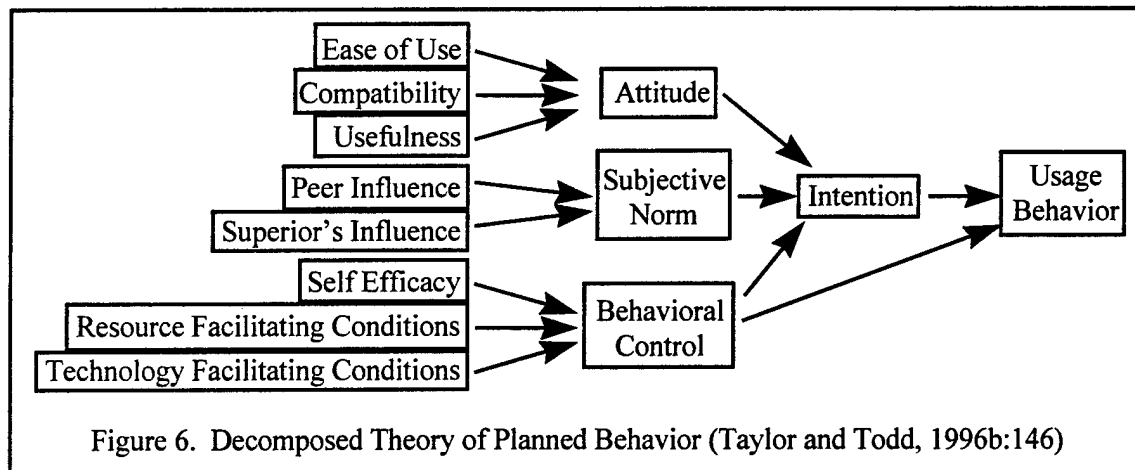 Ease of Use
Compatibility
Usefulness
Attitude
Peer Influence
Superior's Influence
Subjective
Norm
Intention
Usage
Behavior
Self Efficacy
Resource Facilitating Conditions
Technology Facilitating Conditions
Behavioral
Control
Figure 6. Decomposed Theory of Planned Behavior (Taylor and Todd, 1996b:146)